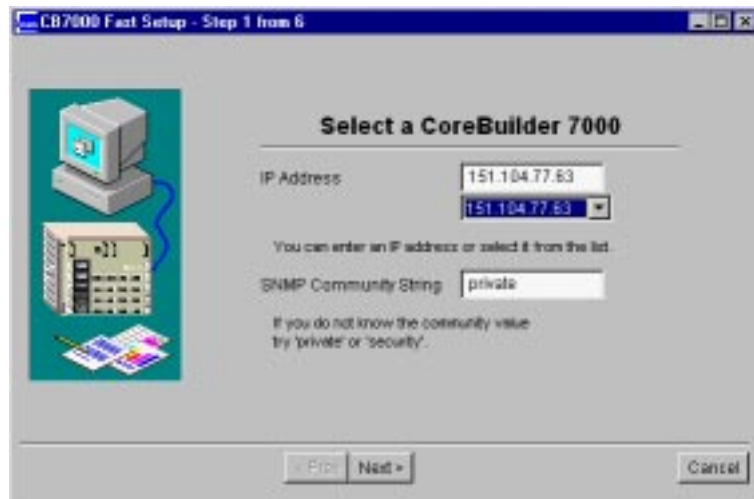 CB7000 Fast Setup - Step 1 from 6
Select a CoreBuilder 7000
IP Address
151.104.77.63
151.104.77.63
You can enter an IP address or select it from the list.
SNMP Community String
private
If you do not know the community value
try 'private' or 'security'.
< Prev
Next >
Cancel